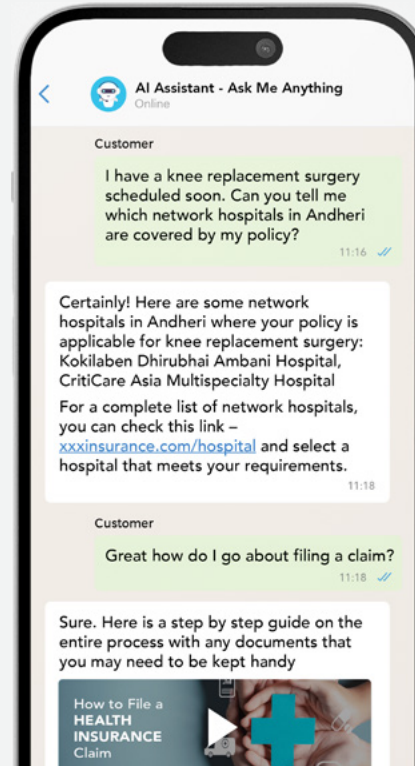 AI Assistant - Ask Me Anything
Online
Customer
I have a knee replacement surgery
scheduled soon. Can you tell me
which network hospitals in Andheri
are covered by my policy?
11:16
Certainly! Here are some network
hospitals in Andheri where your policy is
applicable for knee replacement surgery:
Kokilaben Dhirubhai Ambani Hospital,
CritiCare Asia Multispecialty Hospital
For a complete list of network hospitals,
you can check this link –
xxxinsurance.com/hospital and select a
hospital that meets your requirements.
11:18
Customer
Great how do I go about filing a claim?
11:18
Sure. Here is a step by step guide on the
entire process with any documents that
you may need to be kept handy
How to File a
HEALTH
INSURANCE
Claim